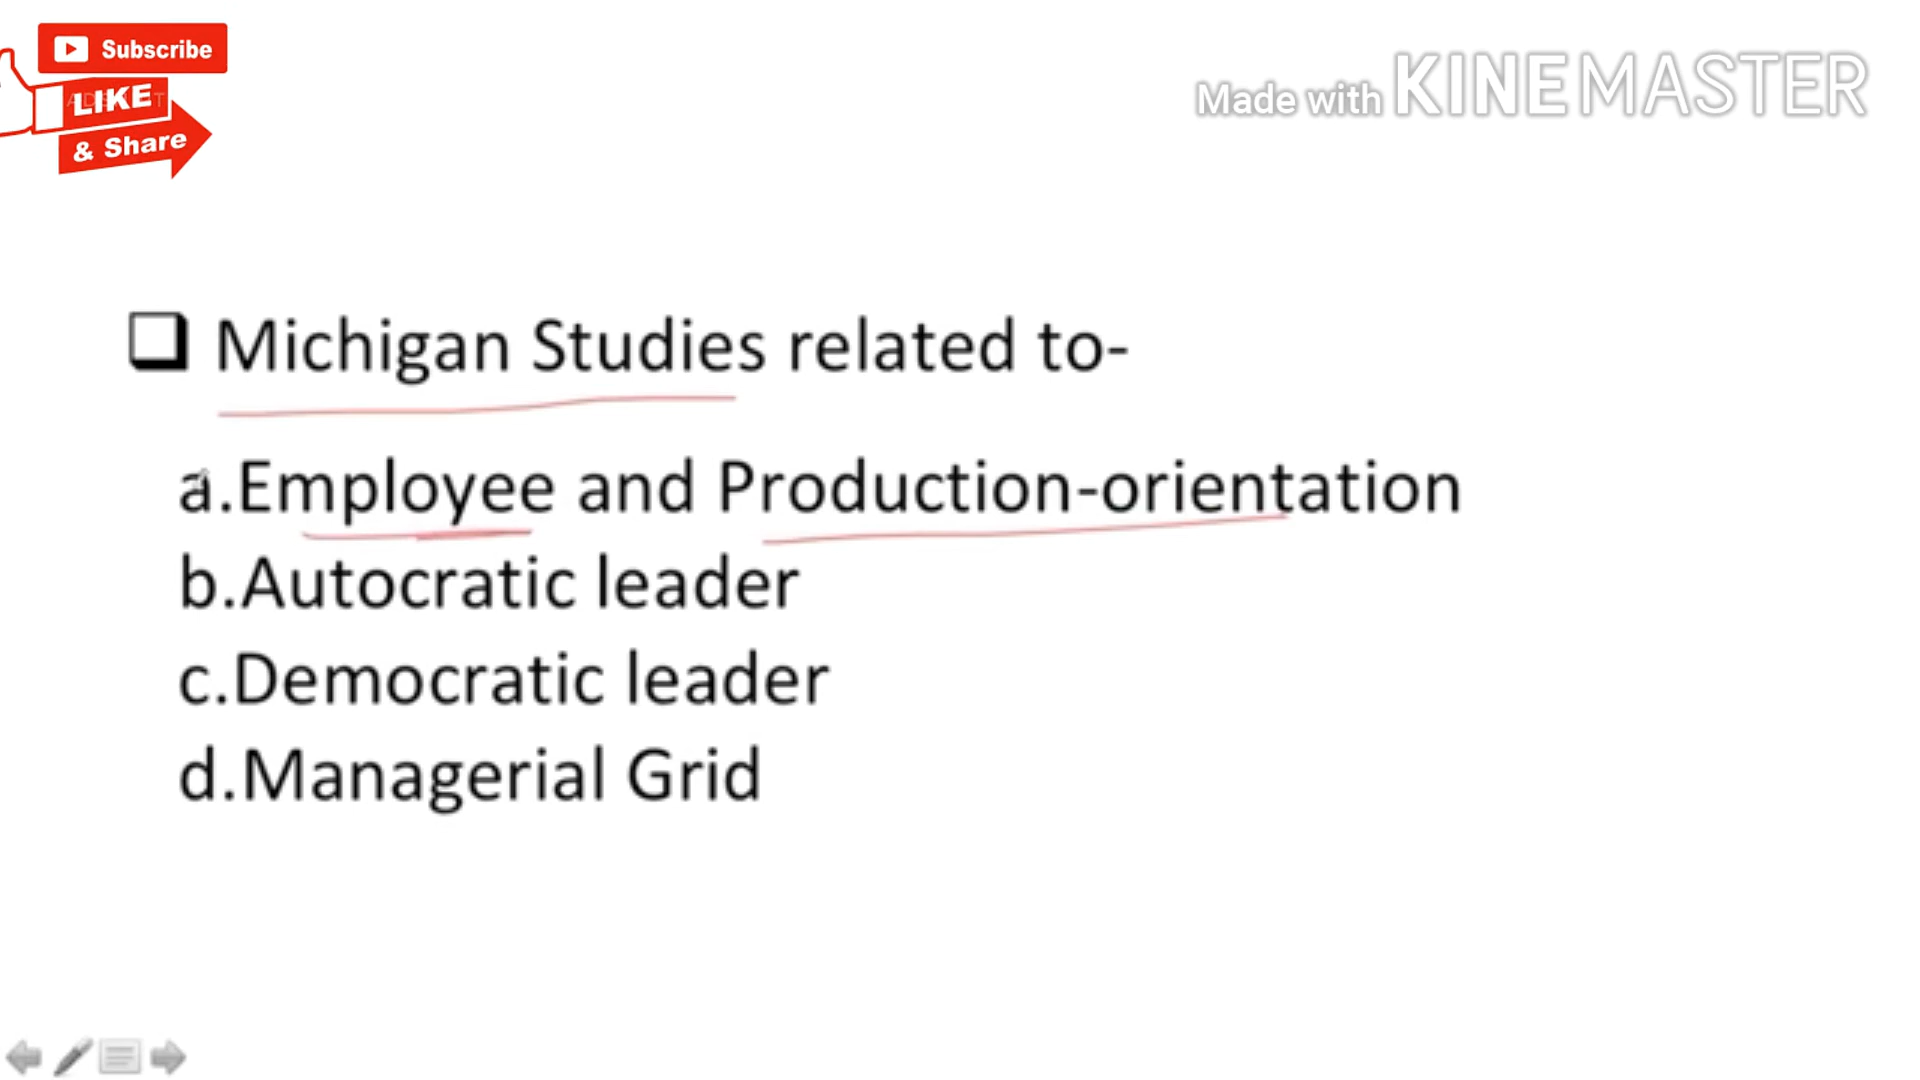 Subscribe
Made with KINEMASTER
LIKE
& Share
Michigan Studies related to-
a.Employee and Production-orientation
b.Autocratic leader
c.Democratic leader
d.Managerial Grid